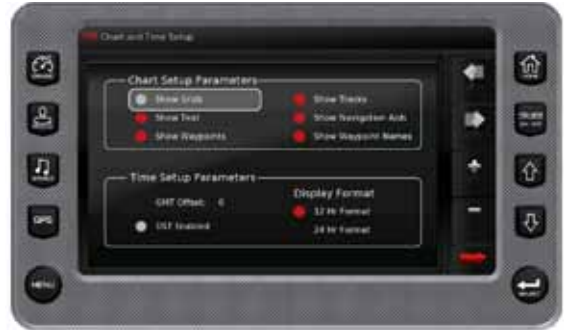 Chart and Time Setup
Chart Setup Parameters
Show Grids
Show Tracks
Show Text
Show Navigation Aids
Show Waypoints
Show Waypoint Names
Time Setup Parameters
GMT Offset: 0
Display Format
12 Hr Format
DST Enabled
24 Hr Format
GPS
MENU
SELECT